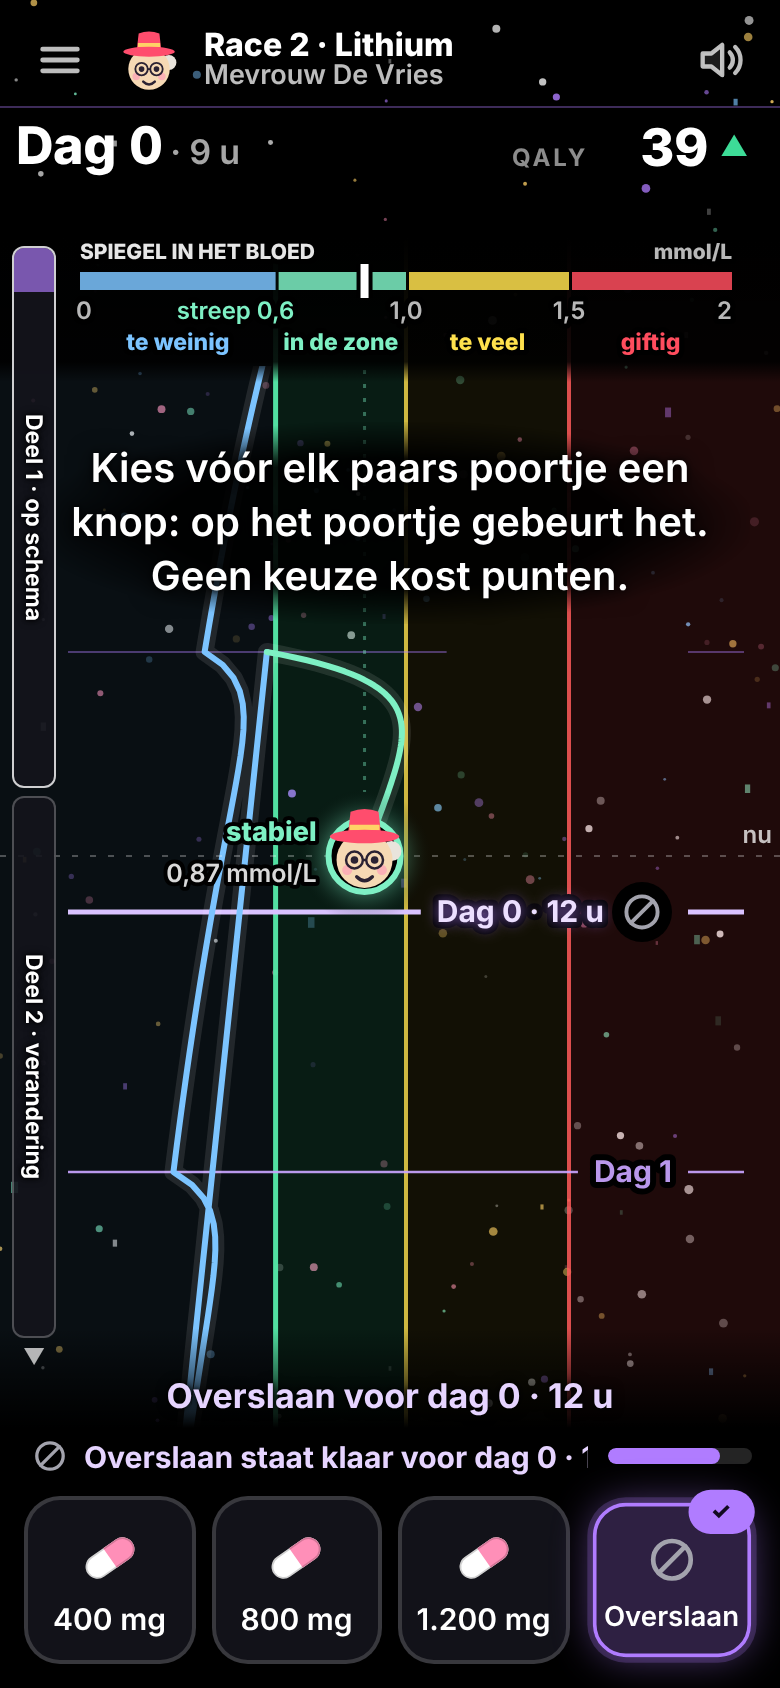 Race 2 · Lithium
Mevrouw De Vries
Dag 0 · 9 u
QALY 39
SPIEGEL IN HET BLOED mmol/L
0 streep 0,6 1,0 1,5 2
te weinig in de zone te veel giftig
Kies vóór elk paars poortje een
knop: op het poortje gebeurt het.
Geen keuze kost punten.
Deel 1 · op schema
stabiel
nu
0,87 mmol/L
Dag 0 · 12 u
Deel 2 · verandering
Dag 1
Overslaan voor dag 0 · 12 u
Overslaan staat klaar voor dag 0 ·
400 mg 800 mg 1.200 mg Overslaan